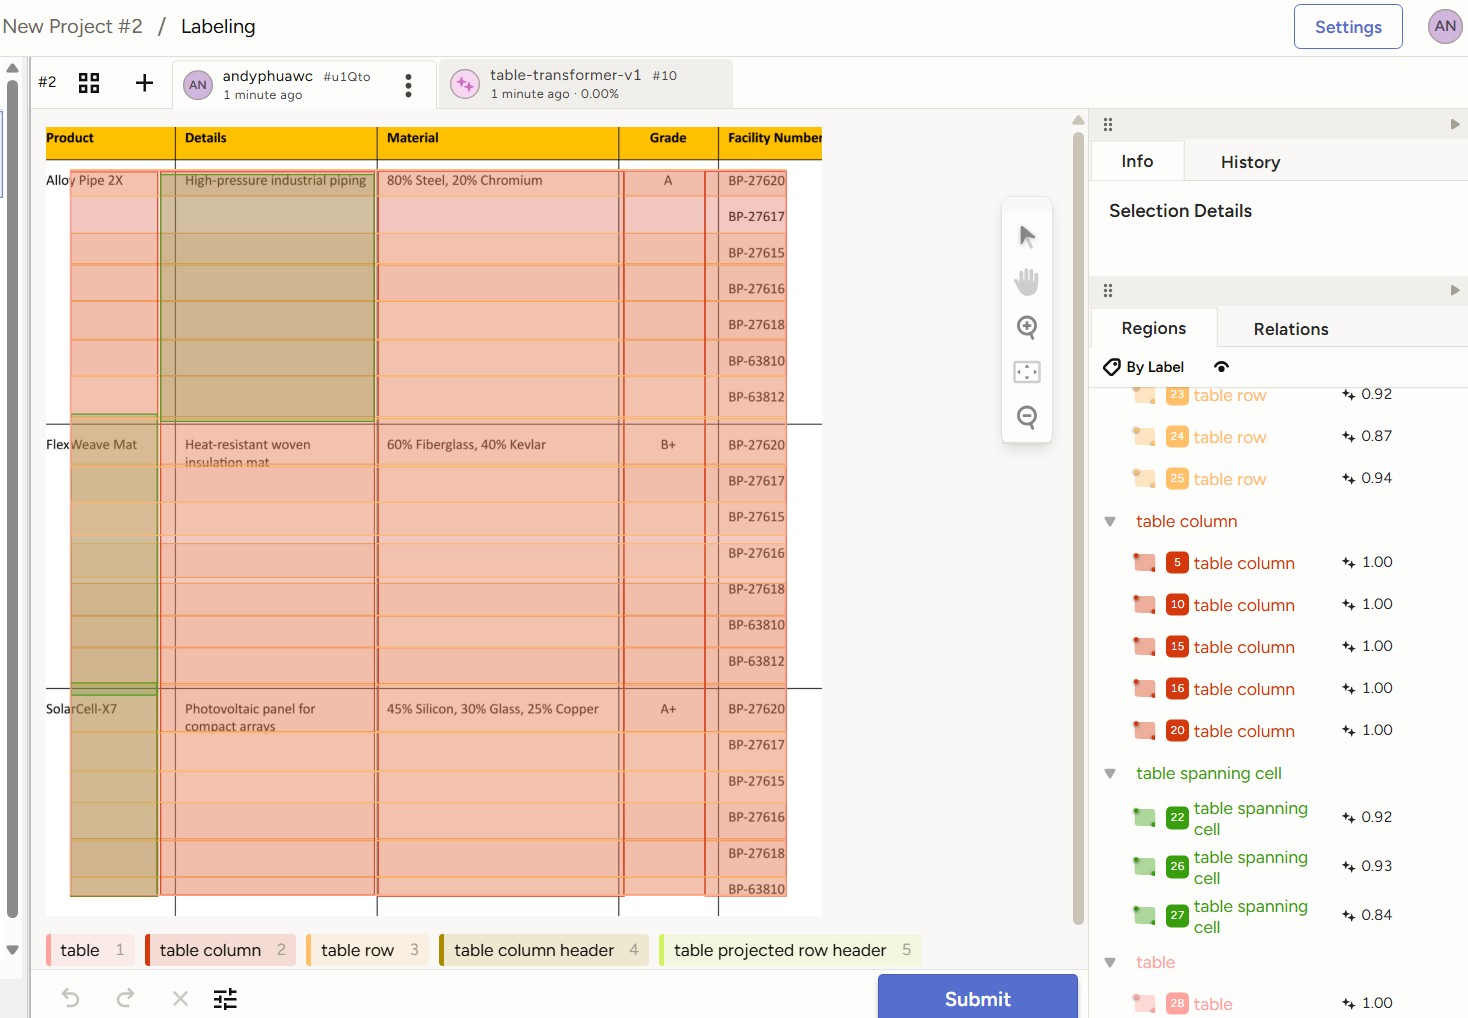 New Project #2 / Labeling
Settings
AN
#2
AN
andyphuawc #u1Qto
1 minute ago
table-transformer-v1 #10
1 minute ago · 0.00%
Product Details Material Grade Facility Number
Alloy Pipe 2X High-pressure industrial piping 80% Steel, 20% Chromium A BP-27620
BP-27617
BP-27615
BP-27616
BP-27618
BP-63810
BP-63812
FlexWeave Mat Heat-resistant woven 60% Fiberglass, 40% Kevlar B+ BP-27620
insulation mat
BP-27617
BP-27615
BP-27616
BP-27618
BP-63810
BP-63812
SolarCell-X7 Photovoltaic panel for 45% Silicon, 30% Glass, 25% Copper A+ BP-27620
compact arrays
BP-27617
BP-27615
BP-27616
BP-27618
BP-63810
table 1 table column 2 table row 3 table column header 4 table projected row header 5
Submit
Info History
Selection Details
Regions Relations
By Label
23 table row 0.92
24 table row 0.87
25 table row 0.94
table column
5 table column 1.00
10 table column 1.00
15 table column 1.00
16 table column 1.00
20 table column 1.00
table spanning cell
22 table spanning cell 0.92
26 table spanning cell 0.93
27 table spanning cell 0.84
table
28 table 1.00